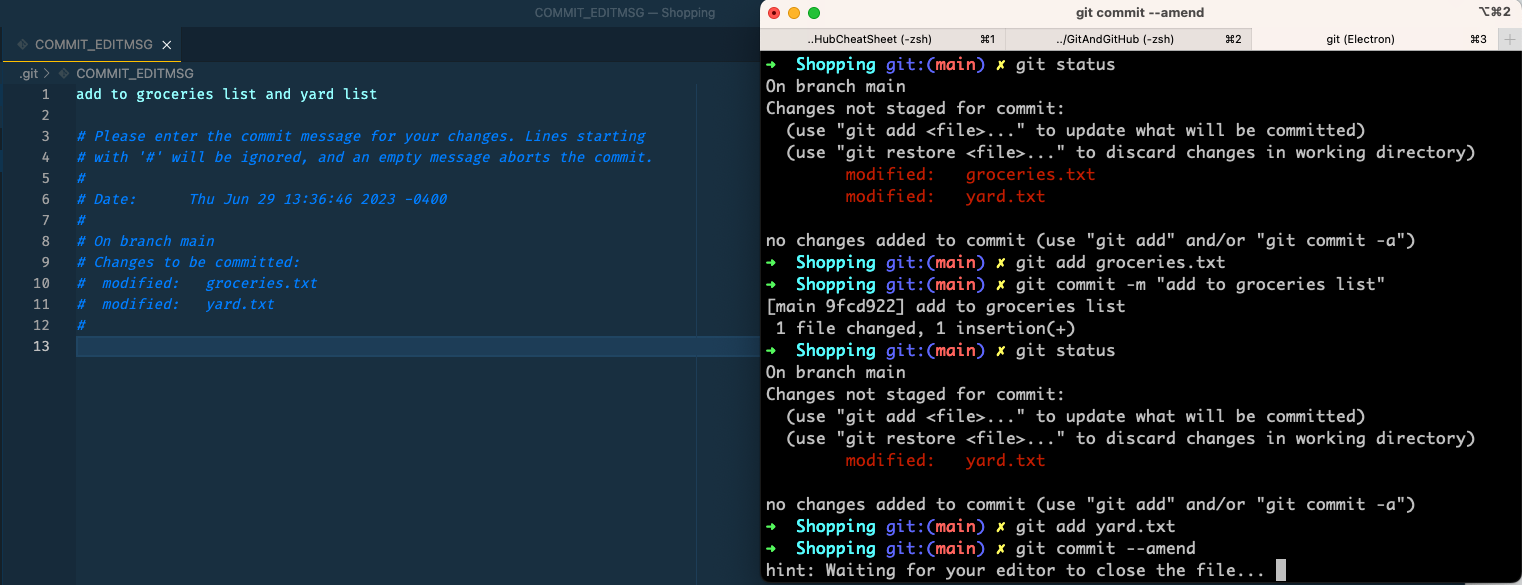 COMMIT_EDITMSG — Shopping
COMMIT_EDITMSG ×
.git > COMMIT_EDITMSG
1 add to groceries list and yard list
2
3 # Please enter the commit message for your changes. Lines starting
4 # with '#' will be ignored, and an empty message aborts the commit.
5 #
6 # Date:      Thu Jun 29 13:36:46 2023 -0400
7 #
8 # On branch main
9 # Changes to be committed:
10 #  modified:   groceries.txt
11 #  modified:   yard.txt
12 #
13
git commit --amend ⌥⌘2
..HubCheatSheet (-zsh) ⌘1 ../GitAndGitHub (-zsh) ⌘2 git (Electron) ⌘3 +
➜  Shopping git:(main) ✗ git status
On branch main
Changes not staged for commit:
  (use "git add <file>..." to update what will be committed)
  (use "git restore <file>..." to discard changes in working directory)
        modified:   groceries.txt
        modified:   yard.txt

no changes added to commit (use "git add" and/or "git commit -a")
➜  Shopping git:(main) ✗ git add groceries.txt
➜  Shopping git:(main) ✗ git commit -m "add to groceries list"
[main 9fcd922] add to groceries list
 1 file changed, 1 insertion(+)
➜  Shopping git:(main) ✗ git status
On branch main
Changes not staged for commit:
  (use "git add <file>..." to update what will be committed)
  (use "git restore <file>..." to discard changes in working directory)
        modified:   yard.txt

no changes added to commit (use "git add" and/or "git commit -a")
➜  Shopping git:(main) ✗ git add yard.txt
➜  Shopping git:(main) ✗ git commit --amend
hint: Waiting for your editor to close the file...